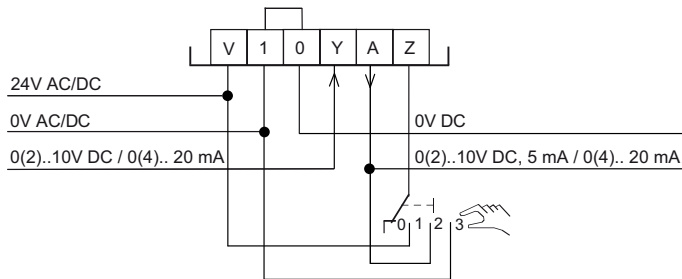 V 1 0 Y A Z
24V AC/DC
0V AC/DC
0V DC
0(2)..10V DC / 0(4).. 20 mA
0(2)..10V DC, 5 mA / 0(4).. 20 mA
0 1 2 3